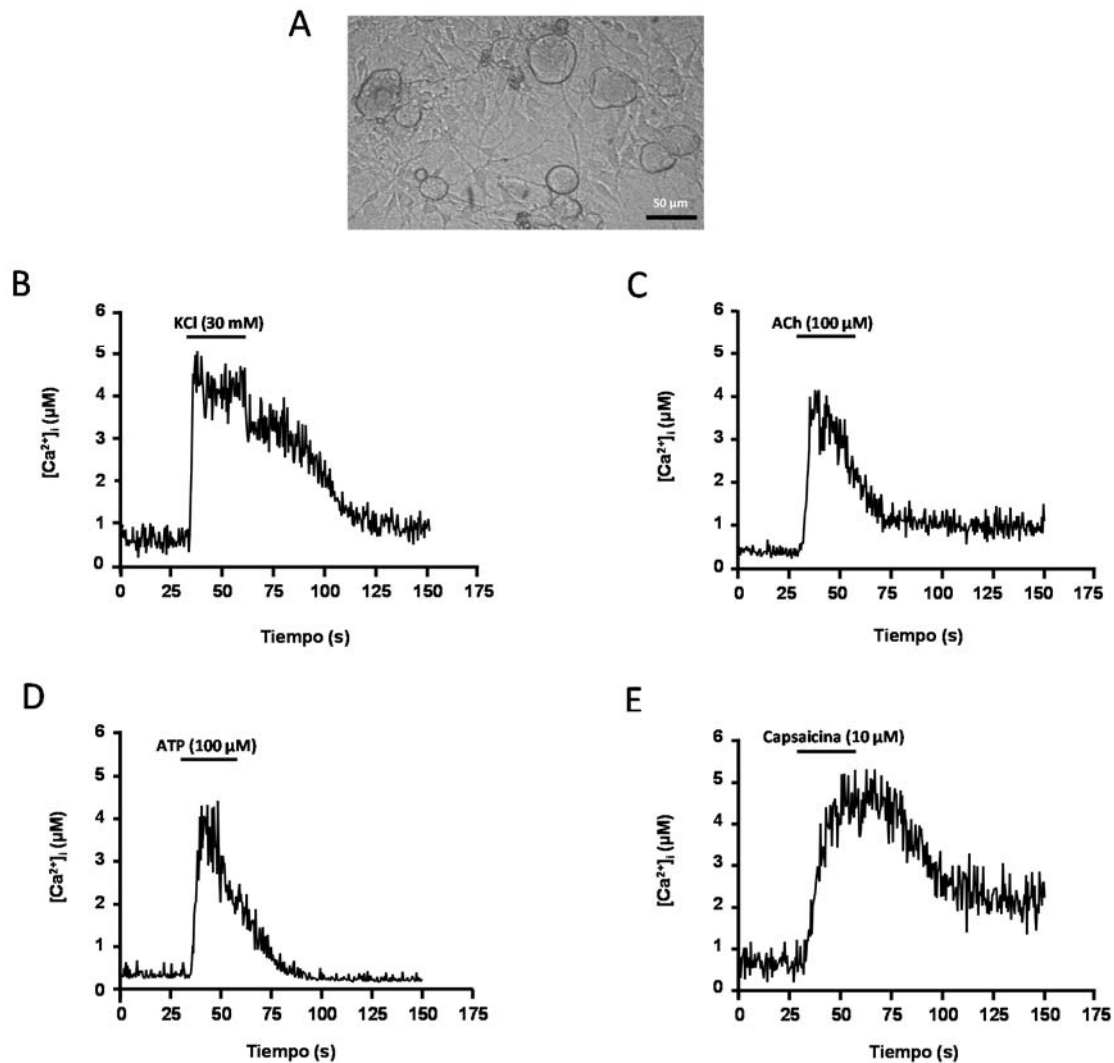 A
50 µm
B
6
5
4
3
2
1
0
[Ca²⁺]i (µM)
KCl (30 mM)
0 25 50 75 100 125 150 175
Tiempo (s)
C
6
5
4
3
2
1
0
[Ca²⁺]i (µM)
ACh (100 µM)
0 25 50 75 100 125 150 175
Tiempo (s)
D
6
5
4
3
2
1
0
[Ca²⁺]i (µM)
ATP (100 µM)
0 25 50 75 100 125 150 175
Tiempo (s)
E
6
5
4
3
2
1
0
[Ca²⁺]i (µM)
Capsaicina (10 µM)
0 25 50 75 100 125 150 175
Tiempo (s)